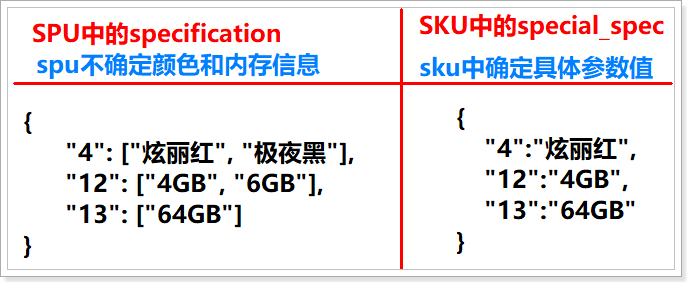 SPU中的specification
spu不确定颜色和内存信息
{
"4": ["炫丽红", "极夜黑"],
"12": ["4GB", "6GB"],
"13": ["64GB"]
}
SKU中的special_spec
sku中确定具体参数值
{
"4":"炫丽红",
"12":"4GB",
"13":"64GB"
}